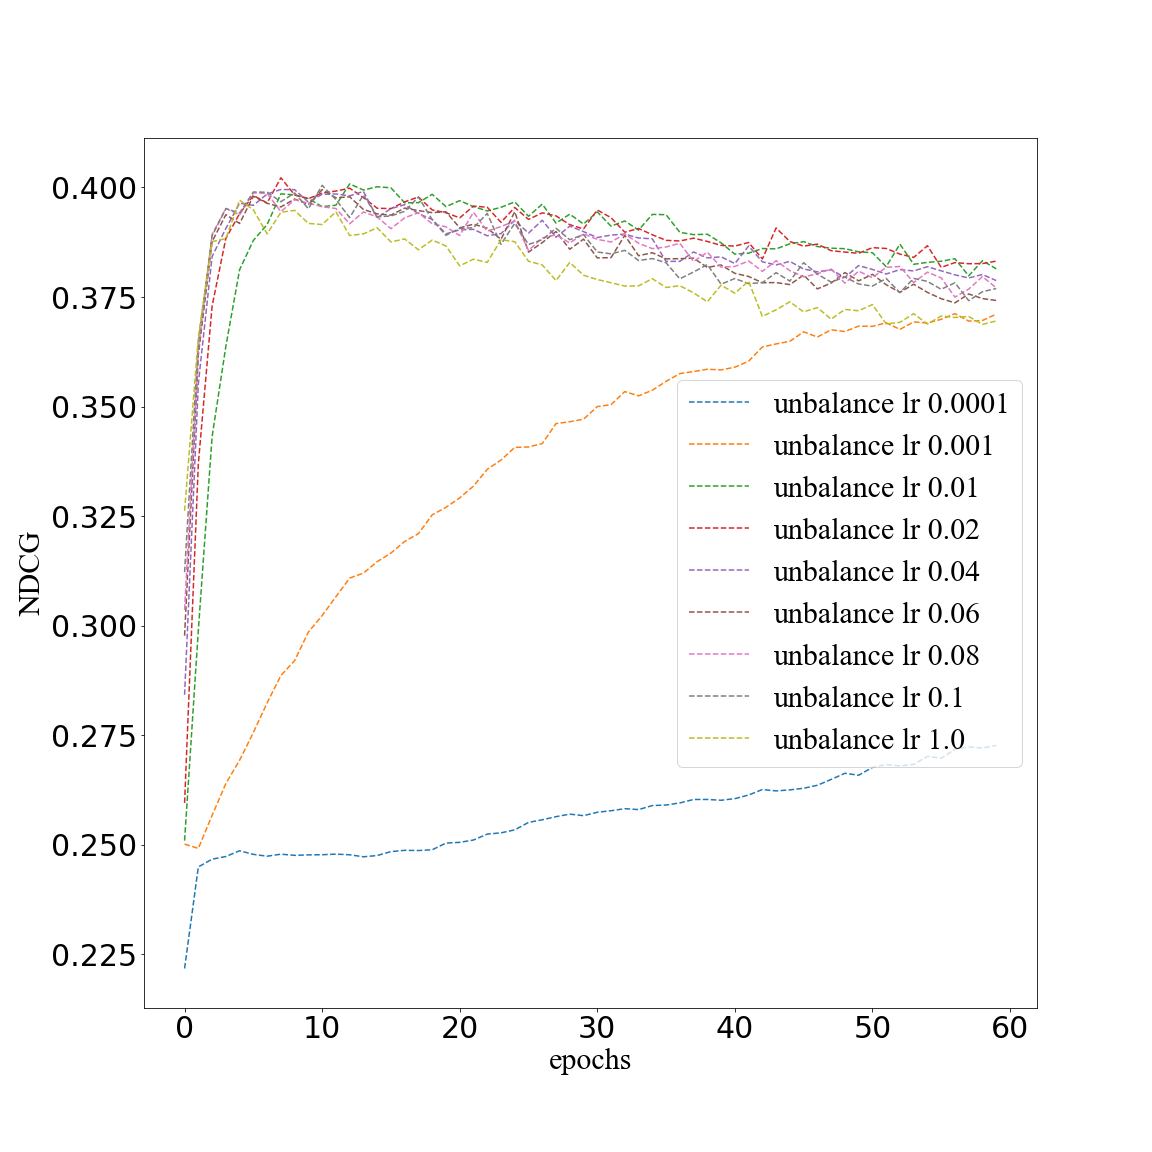 0.400
0.375
0.350
0.325
0.300
0.275
0.250
0.225
NDCG
unbalance lr 0.0001
unbalance lr 0.001
unbalance lr 0.01
unbalance lr 0.02
unbalance lr 0.04
unbalance lr 0.06
unbalance lr 0.08
unbalance lr 0.1
unbalance lr 1.0
0 10 20 30 40 50 60
epochs